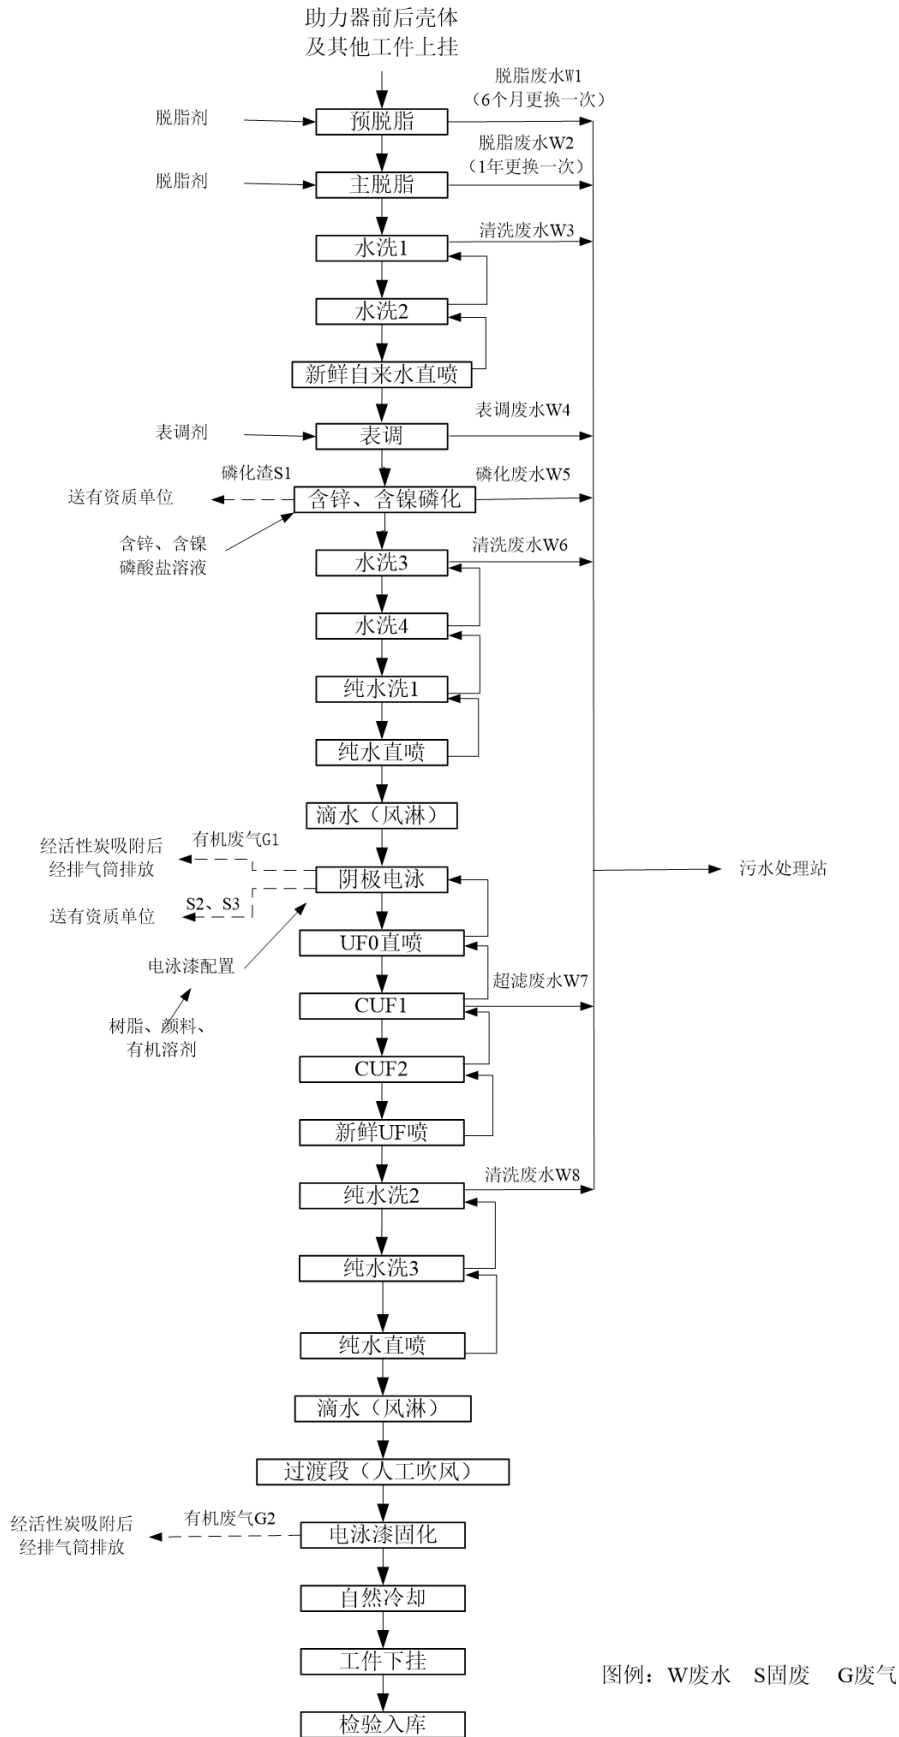 助力器前后壳体
及其他工件上挂
脱脂废水W1
（6个月更换一次）
脱脂剂
预脱脂
脱脂废水W2
（1年更换一次）
脱脂剂
主脱脂
清洗废水W3
水洗1
水洗2
新鲜自来水直喷
表调废水W4
表调剂
表调
磷化渣S1
磷化废水W5
送有资质单位
含锌、含镍磷化
含锌、含镍
磷酸盐溶液
清洗废水W6
水洗3
水洗4
纯水洗1
纯水直喷
滴水（风淋）
有机废气G1
经活性炭吸附后
经排气筒排放
阴极电泳
污水处理站
S2、S3
送有资质单位
UF0直喷
电泳漆配置
超滤废水W7
CUF1
树脂、颜料、
有机溶剂
CUF2
新鲜UF喷
清洗废水W8
纯水洗2
纯水洗3
纯水直喷
滴水（风淋）
过渡段（人工吹风）
有机废气G2
经活性炭吸附后
经排气筒排放
电泳漆固化
自然冷却
工件下挂
图例：W废水 S固废 G废气
检验入库